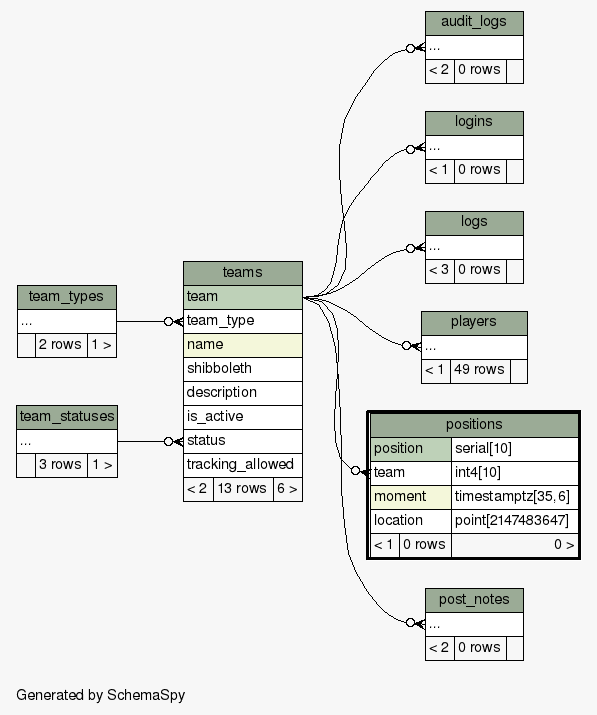 audit_logs
...
< 2 0 rows
logins
...
< 1 0 rows
logs
...
< 3 0 rows
teams
team
team_type
name
shibboleth
description
is_active
status
tracking_allowed
< 2 13 rows 6 >
team_types
...
2 rows 1 >
team_statuses
...
3 rows 1 >
players
...
< 1 49 rows
positions
position serial[10]
team int4[10]
moment timestamptz[35,6]
location point[2147483647]
< 1 0 rows 0 >
post_notes
...
< 2 0 rows
Generated by SchemaSpy